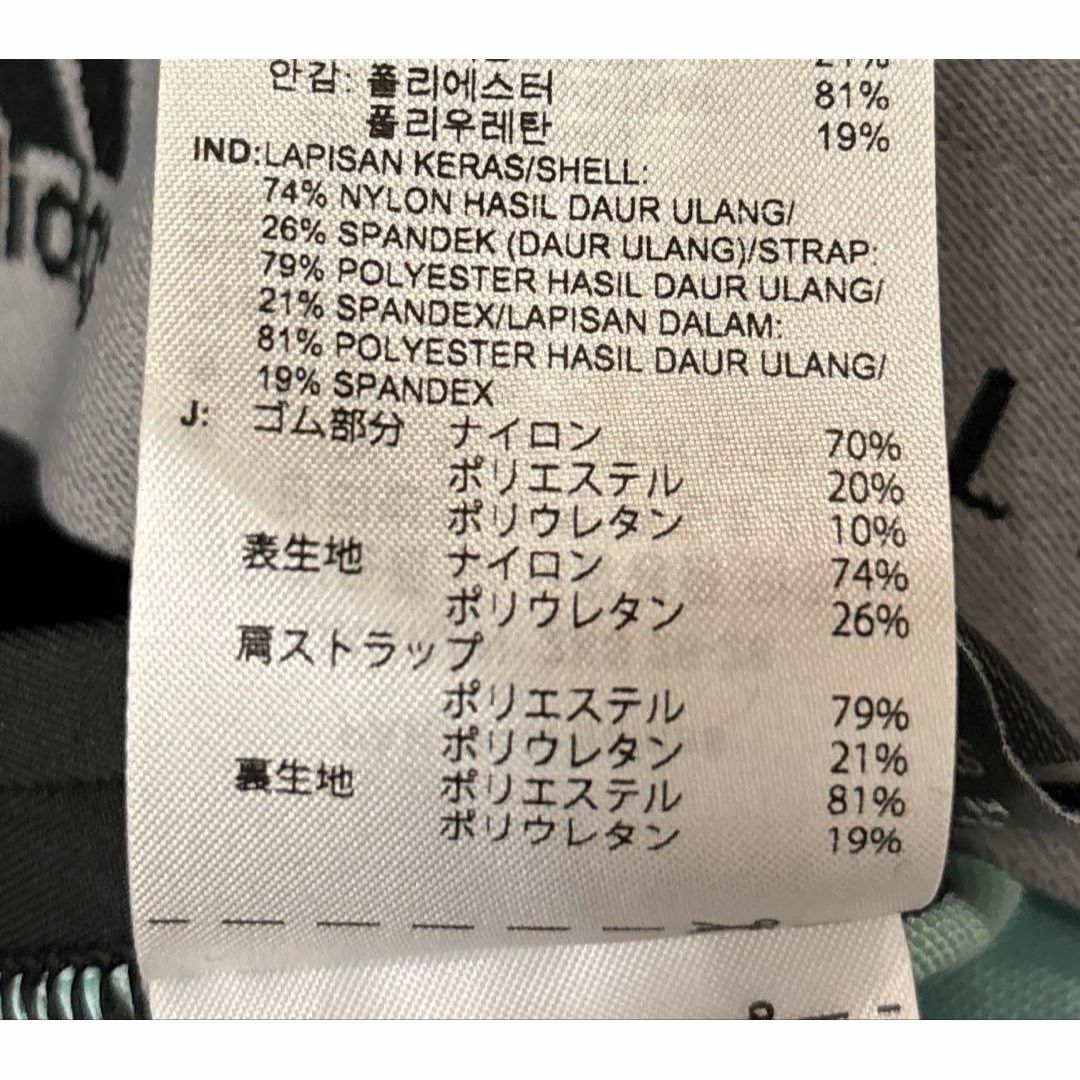 안감: 폴리에스터 81%
폴리우레탄 19%
IND:LAPISAN KERAS/SHELL:
74% NYLON HASIL DAUR ULANG/
26% SPANDEK (DAUR ULANG)/STRAP:
79% POLYESTER HASIL DAUR ULANG/
21% SPANDEX/LAPISAN DALAM:
81% POLYESTER HASIL DAUR ULANG/
19% SPANDEX
J: ゴム部分 ナイロン 70%
ポリエステル 20%
ポリウレタン 10%
表生地 ナイロン 74%
ポリウレタン 26%
肩ストラップ
ポリエステル 79%
ポリウレタン 21%
裏生地 ポリエステル 81%
ポリウレタン 19%
L